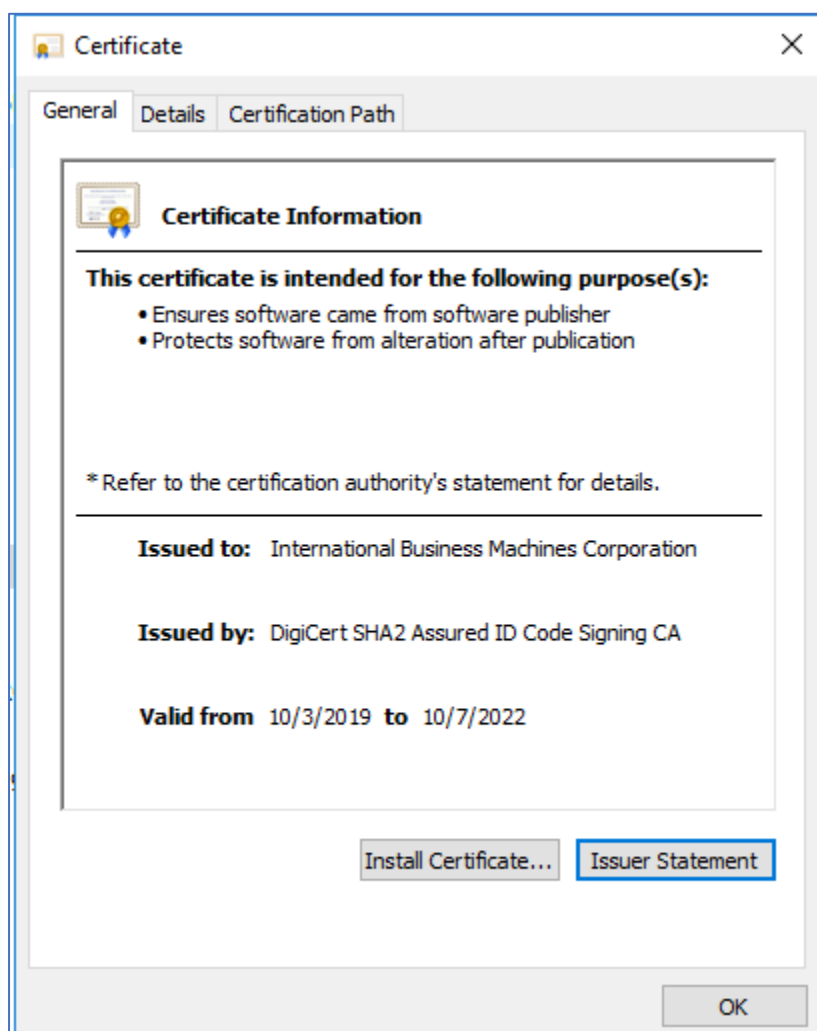 Certificate
General Details Certification Path
Certificate Information
This certificate is intended for the following purpose(s):
• Ensures software came from software publisher
• Protects software from alteration after publication
* Refer to the certification authority's statement for details.
Issued to: International Business Machines Corporation
Issued by: DigiCert SHA2 Assured ID Code Signing CA
Valid from 10/3/2019 to 10/7/2022
Install Certificate... Issuer Statement
OK